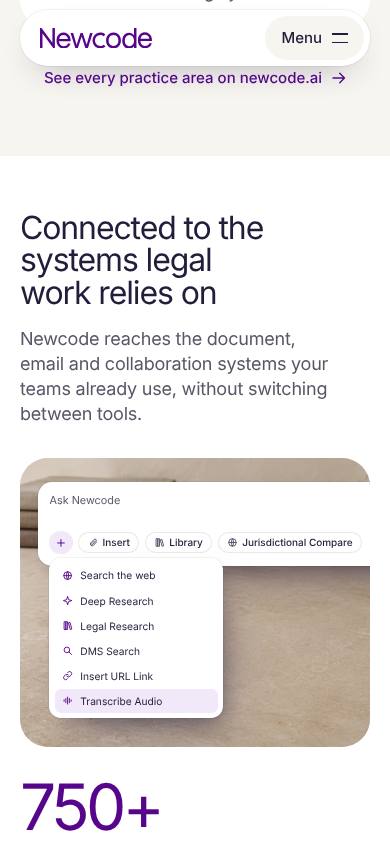 Newcode
Menu
See every practice area on newcode.ai
Connected to the
systems legal
work relies on
Newcode reaches the document,
email and collaboration systems your
teams already use, without switching
between tools.
Ask Newcode
Insert
Library
Jurisdictional Compare
Search the web
Deep Research
Legal Research
DMS Search
Insert URL Link
Transcribe Audio
750+